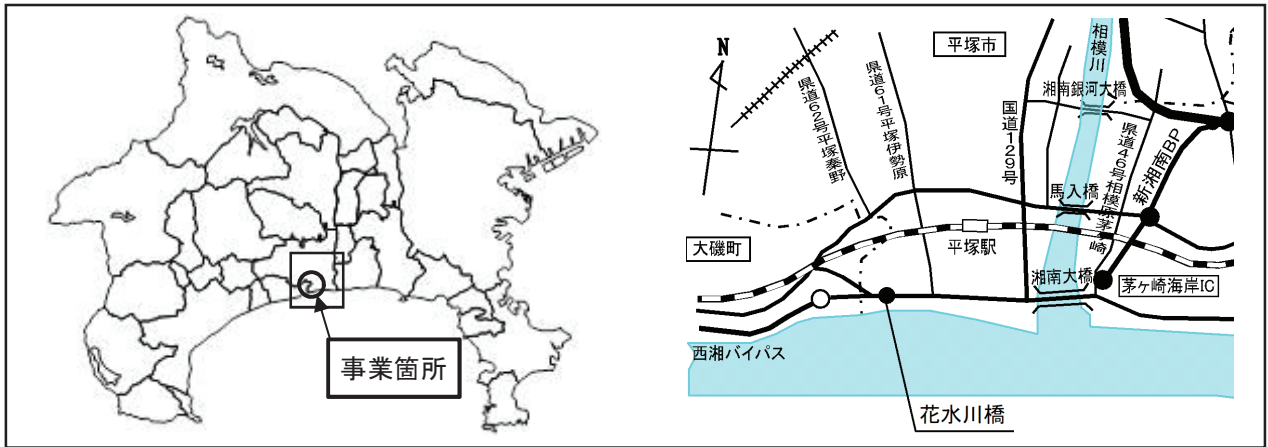 事業箇所
N
平塚市
相模川
県道62号平塚秦野
県道61号平塚伊勢原
国道129号
湘南銀河大橋
県道46号相模原茅ヶ崎
新湘南BP
馬入橋
大磯町
平塚駅
湘南大橋
茅ヶ崎海岸IC
西湘バイパス
花水川橋